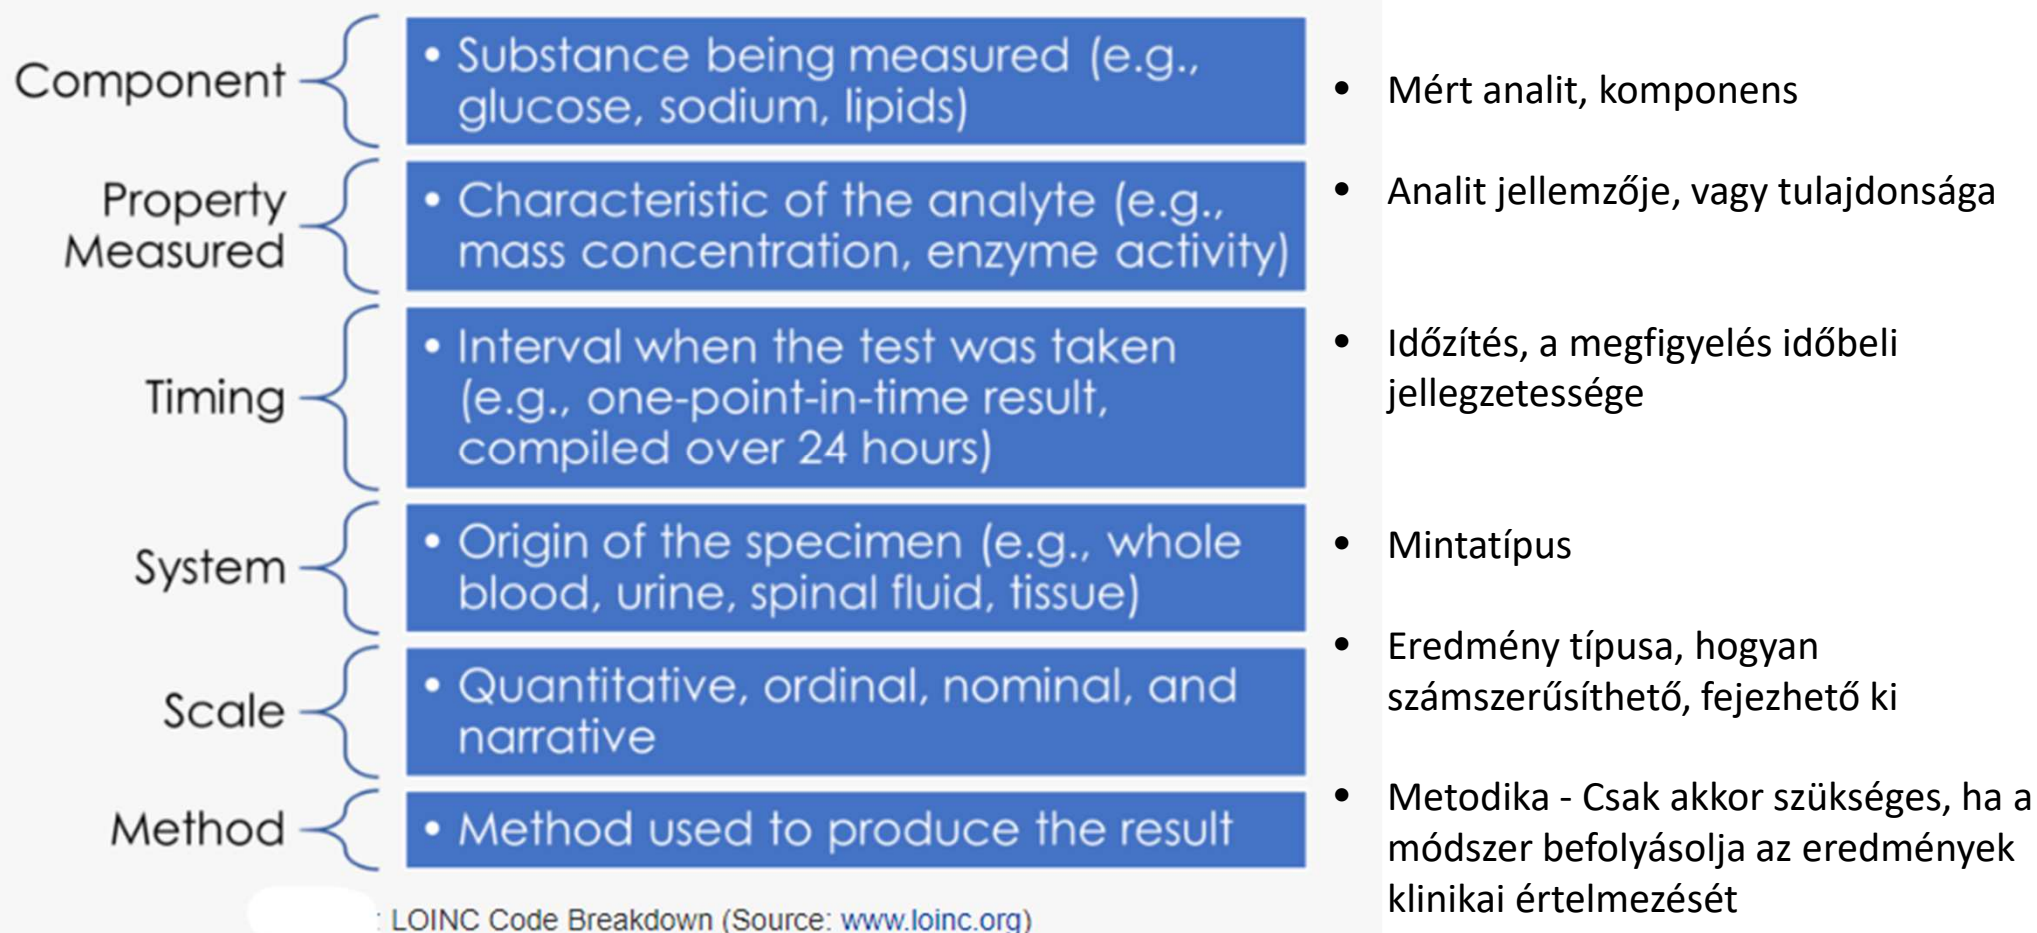 Component
• Substance being measured (e.g.,
glucose, sodium, lipids)
• Mért analit, komponens
Property
Measured
• Characteristic of the analyte (e.g.,
mass concentration, enzyme activity)
• Analit jellemzője, vagy tulajdonsága
Timing
• Interval when the test was taken
(e.g., one-point-in-time result,
compiled over 24 hours)
• Időzítés, a megfigyelés időbeli
jellegzetessége
System
• Origin of the specimen (e.g., whole
blood, urine, spinal fluid, tissue)
• Mintatípus
Scale
• Quantitative, ordinal, nominal, and
narrative
• Eredmény típusa, hogyan
számszerűsíthető, fejezhető ki
Method
• Method used to produce the result
• Metodika - Csak akkor szükséges, ha a
módszer befolyásolja az eredmények
klinikai értelmezését
: LOINC Code Breakdown (Source: www.loinc.org)